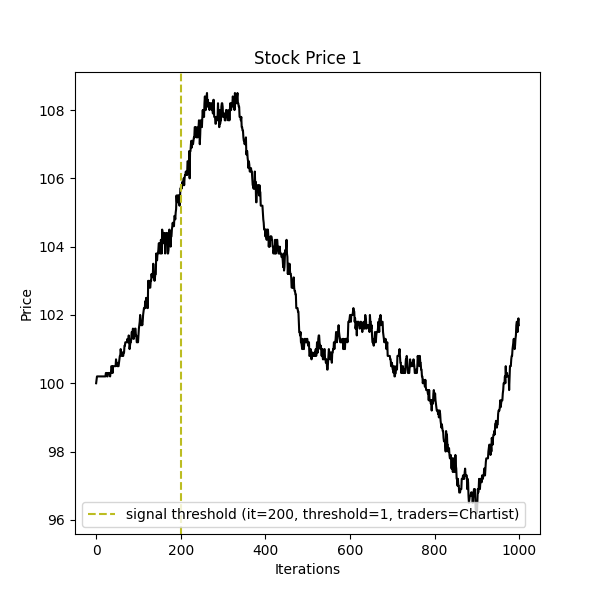 Stock Price 1
108
106
104
102
100
98
96
Price
signal threshold (it=200, threshold=1, traders=Chartist)
0 200 400 600 800 1000
Iterations